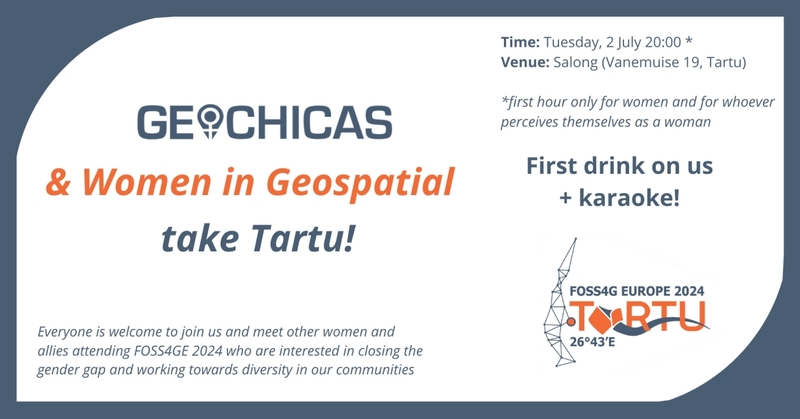 GEOCHICAS
& Women in Geospatial
take Tartu!
Everyone is welcome to join us and meet other women and
allies attending FOSS4GE 2024 who are interested in closing the
gender gap and working towards diversity in our communities
Time: Tuesday, 2 July 20:00 *
Venue: Salong (Vanemuise 19, Tartu)
*first hour only for women and for whoever
perceives themselves as a woman
First drink on us
+ karaoke!
FOSS4G EUROPE 2024
TARTU
26°43'E